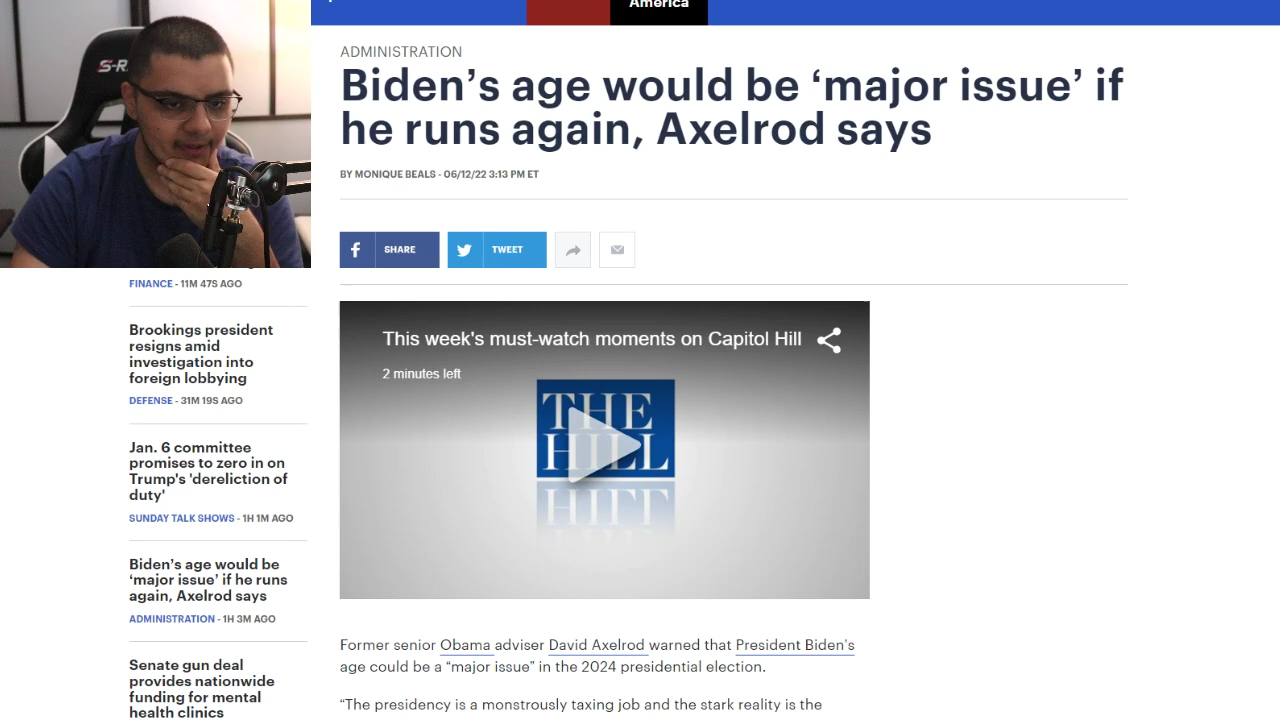 America
S-R
ADMINISTRATION
Biden’s age would be ‘major issue’ if
he runs again, Axelrod says
BY MONIQUE BEALS - 06/12/22 3:13 PM ET
SHARE
TWEET
FINANCE - 11M 47S AGO
Brookings president
resigns amid
investigation into
foreign lobbying
DEFENSE - 31M 19S AGO
Jan. 6 committee
promises to zero in on
Trump's 'dereliction of
duty'
SUNDAY TALK SHOWS - 1H 1M AGO
Biden’s age would be
‘major issue’ if he runs
again, Axelrod says
ADMINISTRATION - 1H 3M AGO
Senate gun deal
provides nationwide
funding for mental
health clinics
This week's must-watch moments on Capitol Hill
2 minutes left
THE
HILL
Former senior Obama adviser David Axelrod warned that President Biden’s
age could be a “major issue” in the 2024 presidential election.
“The presidency is a monstrously taxing job and the stark reality is the